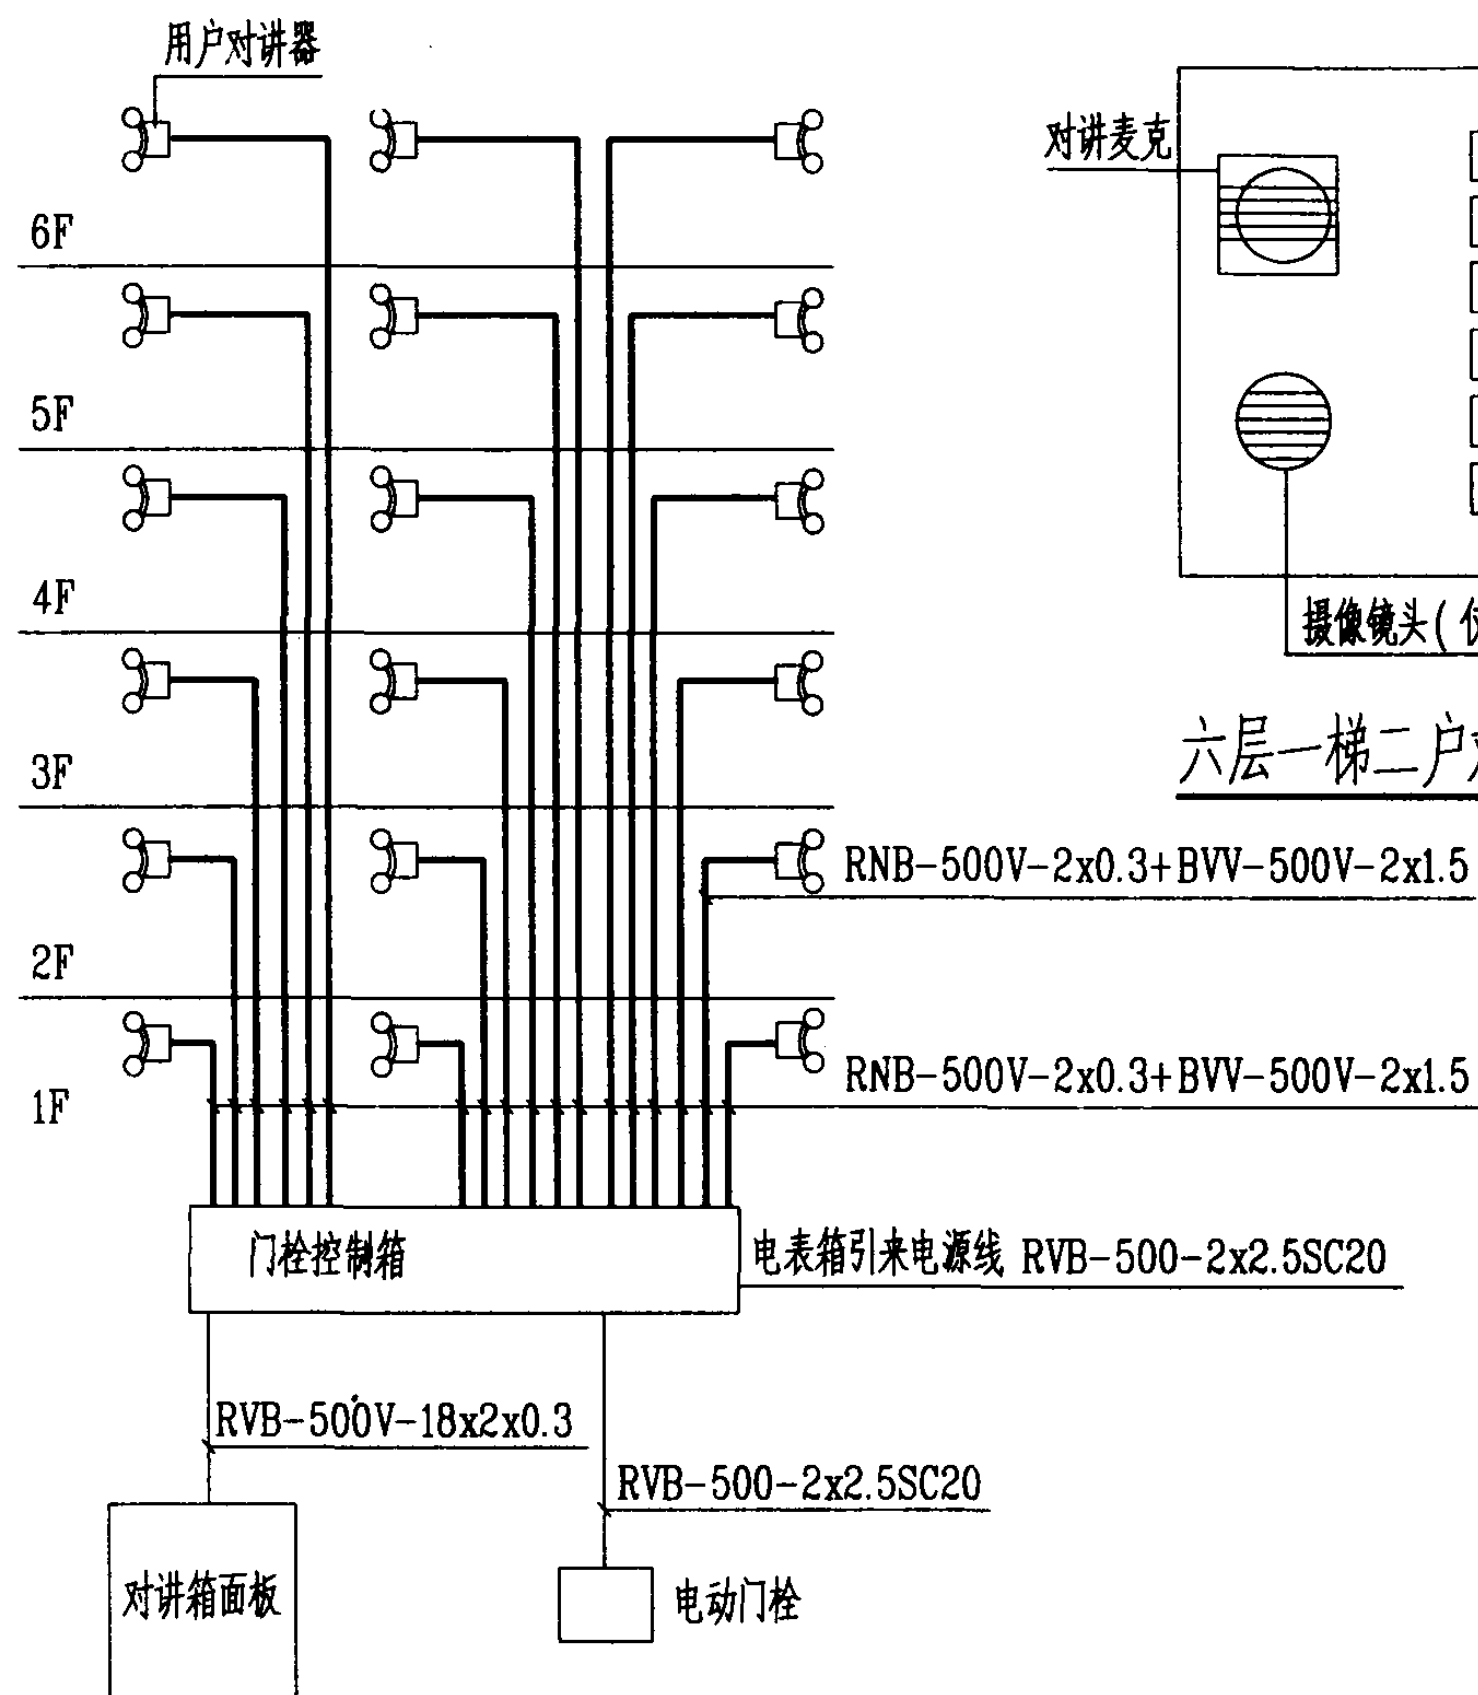 用户对讲器
对讲麦克
6F
5F
4F
摄像镜头(
3F
六层一梯二户
RNB-500V-2x0.3+BVV-500V-2x1.5
2F
RNB-500V-2x0.3+BVV-500V-2x1.5
1F
门栓控制箱
电表箱引来电源线 RVB-500-2x2.5SC20
RVB-500V-18x2x0.3
RVB-500-2x2.5SC20
对讲箱面板
电动门栓